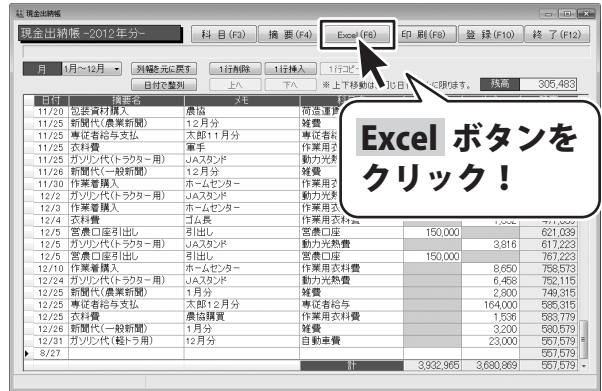 現金出納帳
現金出納帳 -2012年分- 科 目(F3) 摘 要(F4) Excel(F6) 印 刷(F8) 登 録(F10) 終 了(F12)
月 1月～12月 列幅を元に戻す 1行削除 1行挿入 1行コピー
日付で整列 上へ 下へ ※上下移動は、同じ日 に限ります。 残高 305,483
日付 摘要名 メモ
11/20 包装資材購入 農協 荷造運賃
11/25 新聞代(農業新聞) 12月分 雑費
11/25 専従者給与支払 太郎11月分 専従者給
11/25 衣料費 軍手 作業用衣
11/25 ガソリン代(トラクター用) JAスタンド 動力光熱
11/26 新聞代(一般新聞) 12月分 雑費
11/30 作業着購入 ホームセンター 作業用衣
12/2 ガソリン代(トラクター用) JAスタンド 動力光熱
12/3 作業着購入 ホームセンター 作業用衣
12/4 衣料費 ゴム長 作業用衣料
12/5 営農口座引出し 引出し 営農口座 150,000 621,039
12/5 ガソリン代(トラクター用) JAスタンド 動力光熱費 3,816 617,223
12/5 営農口座引出し 引出し 営農口座 150,000 767,223
12/10 作業着購入 ホームセンター 作業用衣料費 8,650 758,573
12/24 ガソリン代(トラクター用) JAスタンド 動力光熱費 6,458 752,115
12/25 新聞代(農業新聞) 1月分 雑費 2,800 749,315
12/25 専従者給与支払 太郎12月分 専従者給与 164,000 585,315
12/25 衣料費 農協購買 作業用衣料費 1,536 583,779
12/26 新聞代(一般新聞) 1月分 雑費 3,200 580,579
12/31 ガソリン代(軽トラ用) 12月分 自動車費 23,000 557,579
8/27 557,579
計 3,932,965 3,680,869 557,579
Excel ボタンを
クリック！